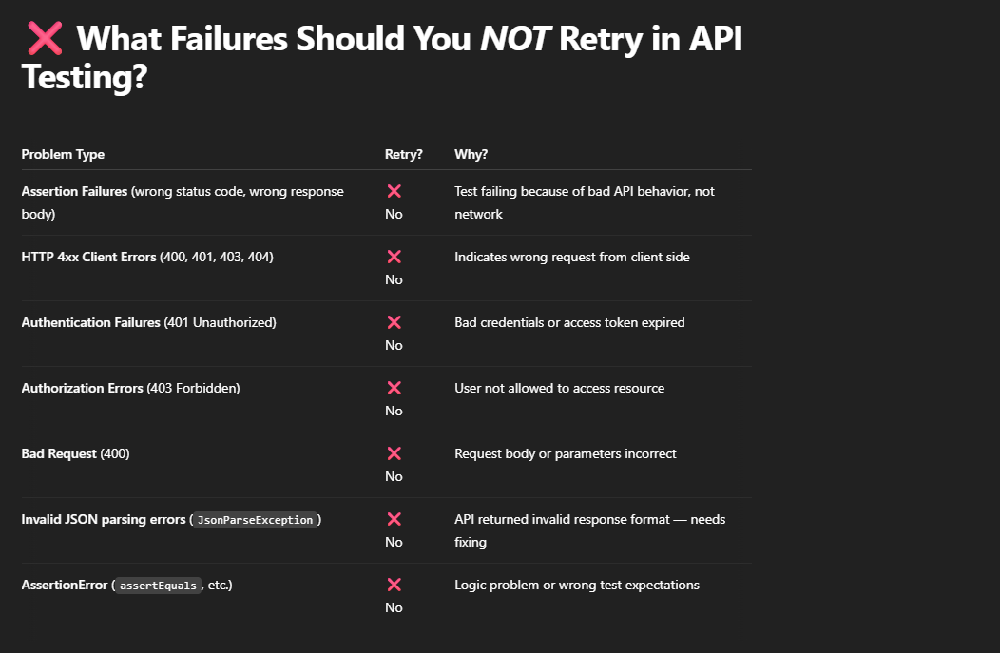 ❌ What Failures Should You NOT Retry in API
Testing?
Problem Type Retry? Why?
Assertion Failures (wrong status code, wrong response
body)
❌
No
Test failing because of bad API behavior, not
network
HTTP 4xx Client Errors (400, 401, 403, 404)
❌
No
Indicates wrong request from client side
Authentication Failures (401 Unauthorized)
❌
No
Bad credentials or access token expired
Authorization Errors (403 Forbidden)
❌
No
User not allowed to access resource
Bad Request (400)
❌
No
Request body or parameters incorrect
Invalid JSON parsing errors (JsonParseException)
❌
No
API returned invalid response format — needs
fixing
AssertionError (assertEquals, etc.)
❌
No
Logic problem or wrong test expectations